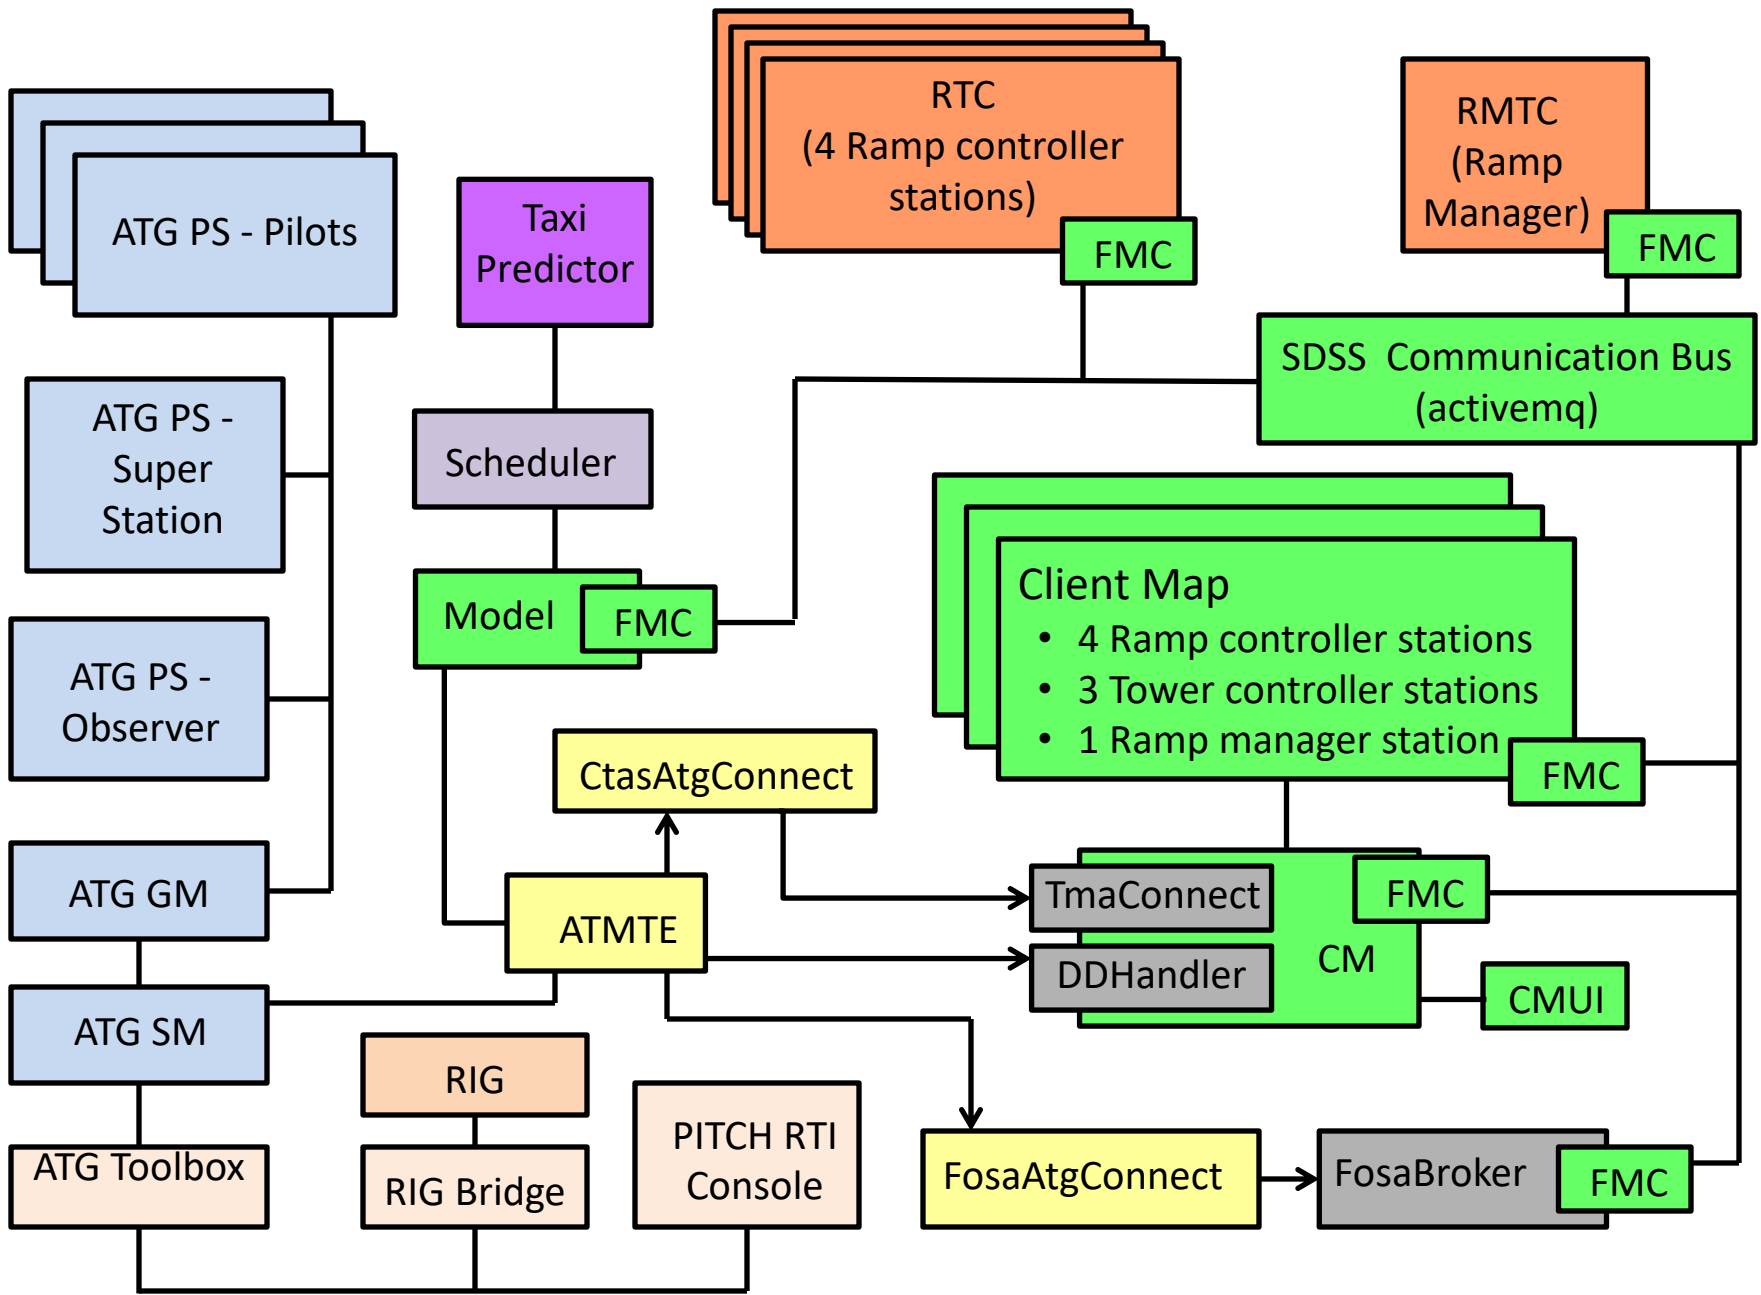 RTC
(4 Ramp controller
stations)
FMC
RMTC
(Ramp
Manager)
FMC
ATG PS - Pilots
Taxi
Predictor
SDSS  Communication Bus
(activemq)
ATG PS -
Super
Station
Scheduler
Model
FMC
Client Map
• 4 Ramp controller stations
• 3 Tower controller stations
• 1 Ramp manager station
FMC
ATG PS -
Observer
CtasAtgConnect
ATG GM
ATMTE
TmaConnect
FMC
DDHandler
CM
CMUI
ATG SM
RIG
PITCH RTI
Console
ATG Toolbox
RIG Bridge
FosaAtgConnect
FosaBroker
FMC